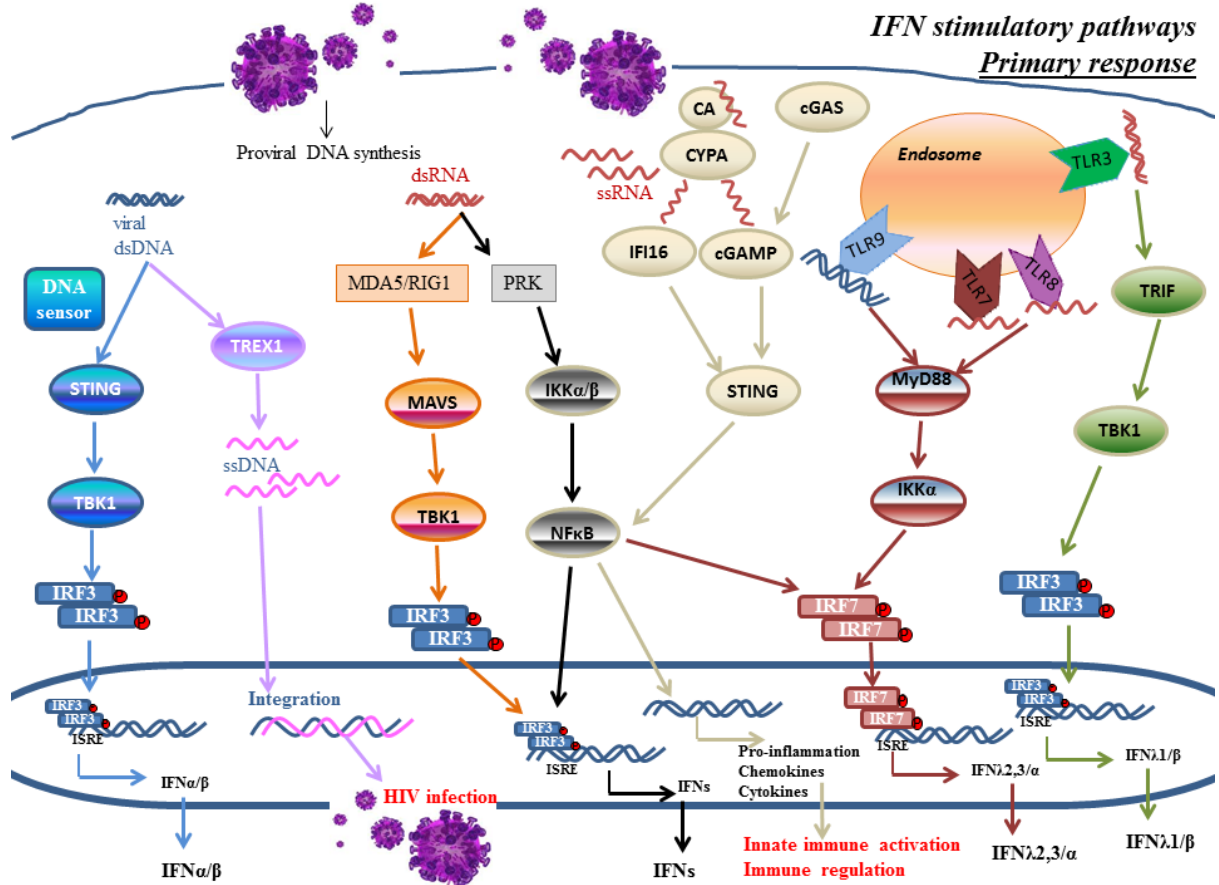 IFN stimulatory pathways
Primary response
CA
cGAS
Proviral DNA synthesis
CYPA
Endosome
TLR3
dsRNA
ssRNA
viral
dsDNA
TLR9
IFI16
cGAMP
TLR7
TLR8
DNA
sensor
MDA5/RIG1
PRK
TRIF
TREX1
STING
MAVS
IKKα/β
STING
MyD88
TBK1
ssDNA
TBK1
TBK1
NFκB
IKKα
IRF3 P
IRF3 P
IRF3 P
IRF3 P
IRF7 P
IRF7 P
IRF3 P
IRF3 P
Integration
IRF3 P
IRF3 P
ISRE
IRF3 P
IRF3 P
ISRE
IRF7 P
IRF7 P
ISRE
IRF3 P
IRF3 P
ISRE
Pro-inflammation
Chemokines
Cytokines
IFNα/β
HIV infection
IFNs
IFNλ2,3/α
IFNλ1/β
IFNα/β
IFNs
Innate immune activation
Immune regulation
IFNλ2,3/α
IFNλ1/β